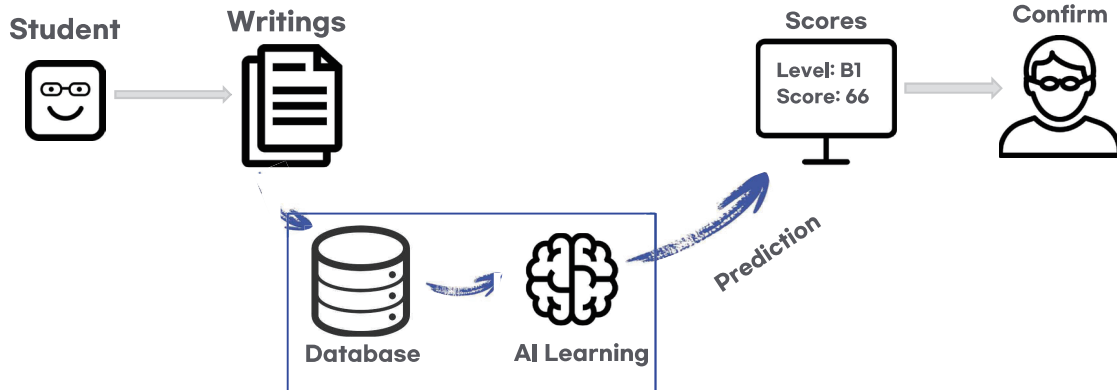 Student
Writings
Scores
Confirm
Level: B1
Score: 66
Prediction
Database
AI Learning